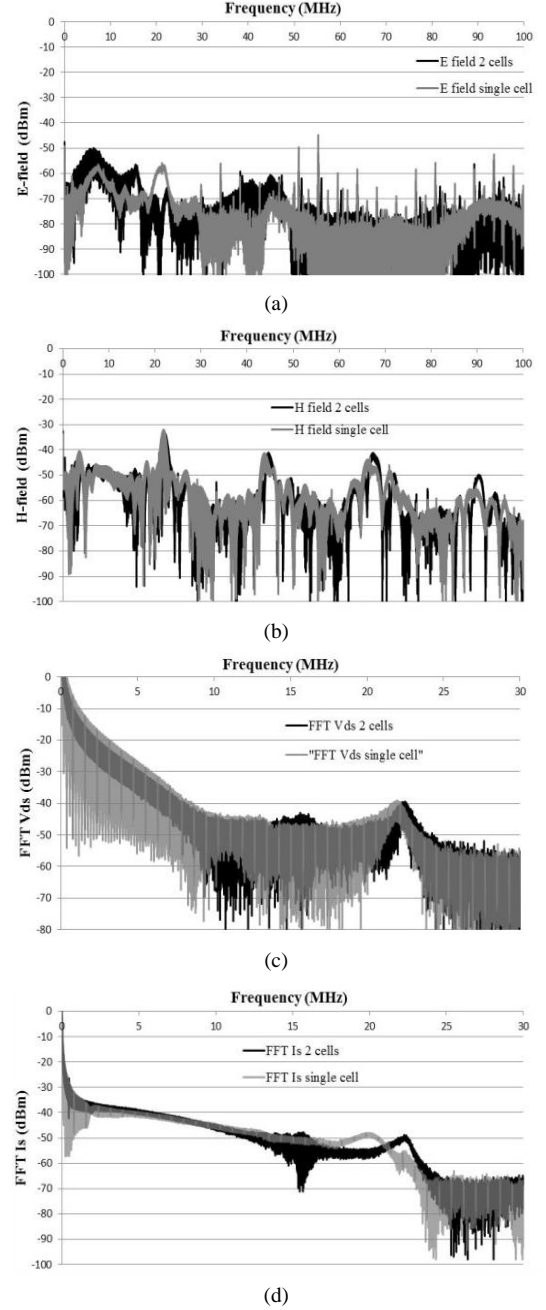 Frequency (MHz)
0 10 20 30 40 50 60 70 80 90 100
0
-10
-20
-30
-40
-50
-60
-70
-80
-90
-100
E-field (dBm)
E field 2 cells
E field single cell
(a)
Frequency (MHz)
0 10 20 30 40 50 60 70 80 90 100
0
-10
-20
-30
-40
-50
-60
-70
-80
-90
-100
H-field (dBm)
H field 2 cells
H field single cell
(b)
Frequency (MHz)
0 5 10 15 20 25 30
0
-10
-20
-30
-40
-50
-60
-70
-80
FFT Vds (dBm)
FFT Vds 2 cells
"FFT Vds single cell"
(c)
Frequency (MHz)
0 5 10 15 20 25 30
0
-10
-20
-30
-40
-50
-60
-70
-80
-90
-100
FFT Is (dBm)
FFT Is 2 cells
FFT Is single cell
(d)